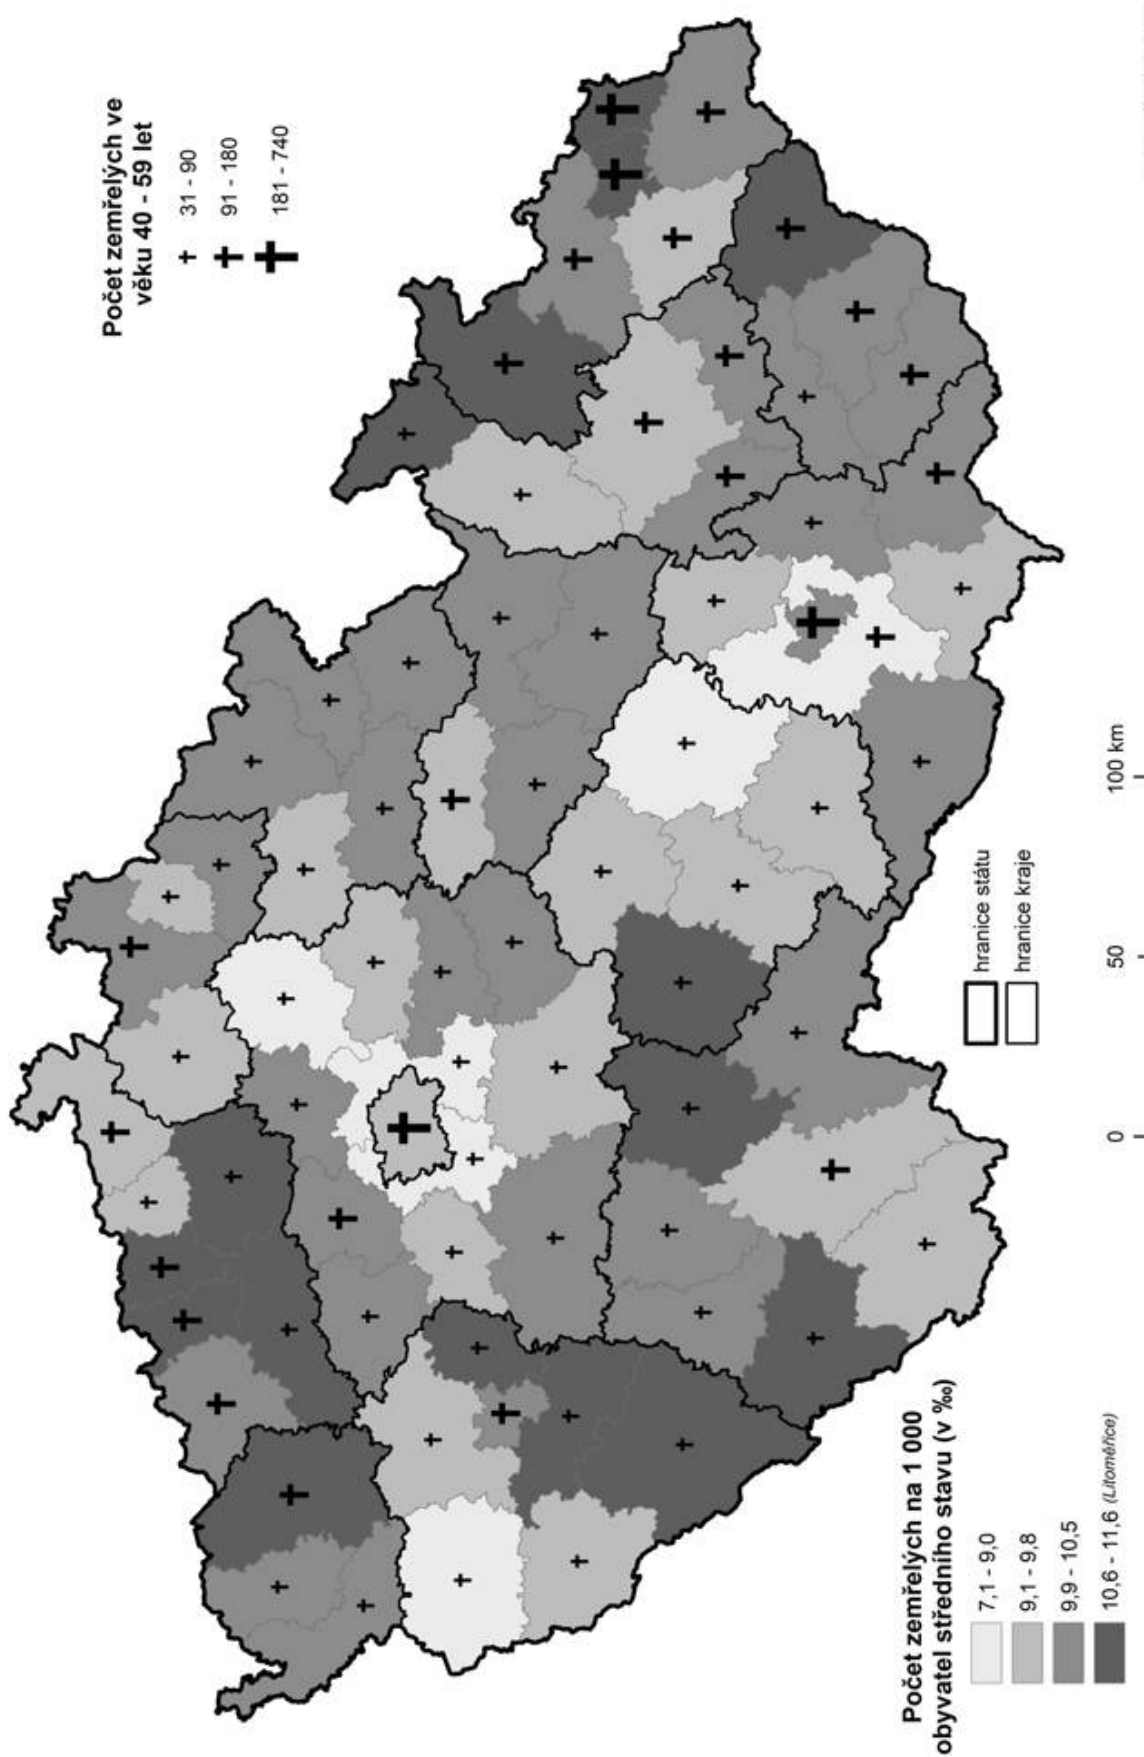 Počet zemřelých ve
věku 40 - 59 let
31 - 90
91 - 180
181 - 740
Počet zemřelých na 1 000
obyvatel středního stavu (v ‰)
7,1 - 9,0
9,1 - 9,8
9,9 - 10,5
10,6 - 11,6 (Litoměřice)
hranice státu
hranice kraje
0
50
100 km